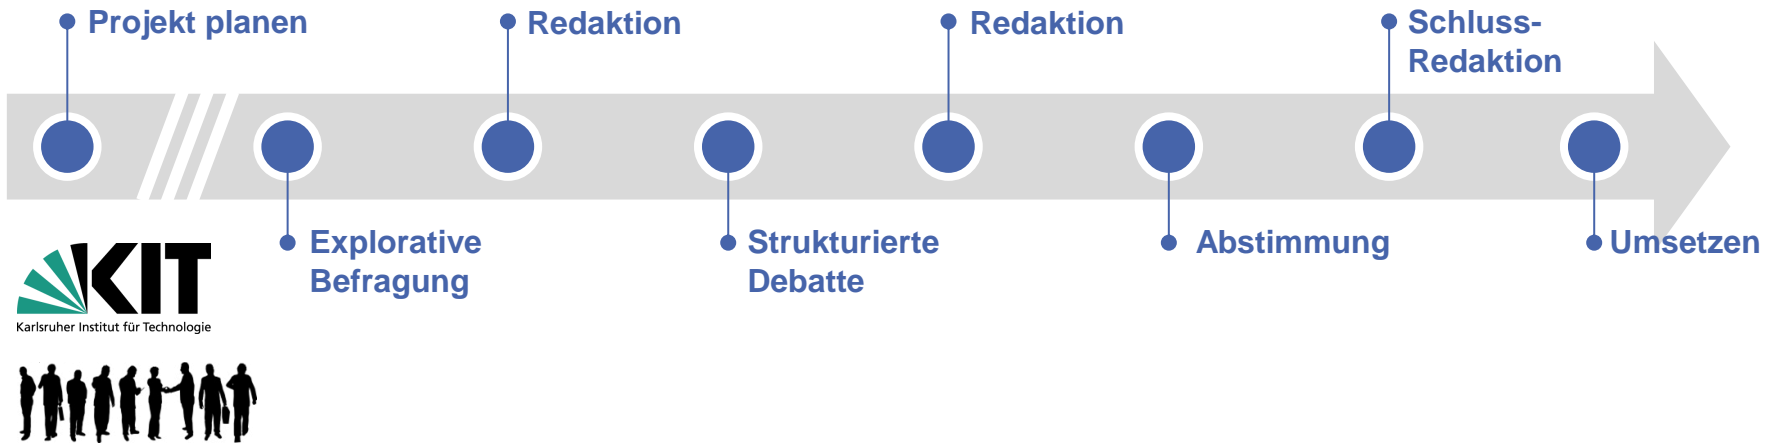 Projekt planen
Redaktion
Redaktion
Schluss-
Redaktion
Explorative
Befragung
Strukturierte
Debatte
Abstimmung
Umsetzen
KIT
Karlsruher Institut für Technologie